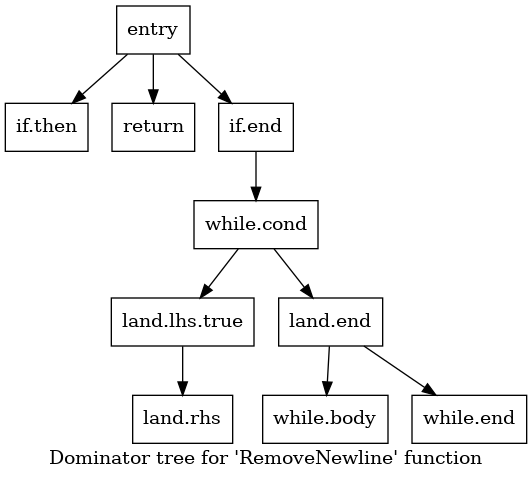 entry
if.then
return
if.end
while.cond
land.lhs.true
land.end
land.rhs
while.body
while.end
Dominator tree for 'RemoveNewline' function